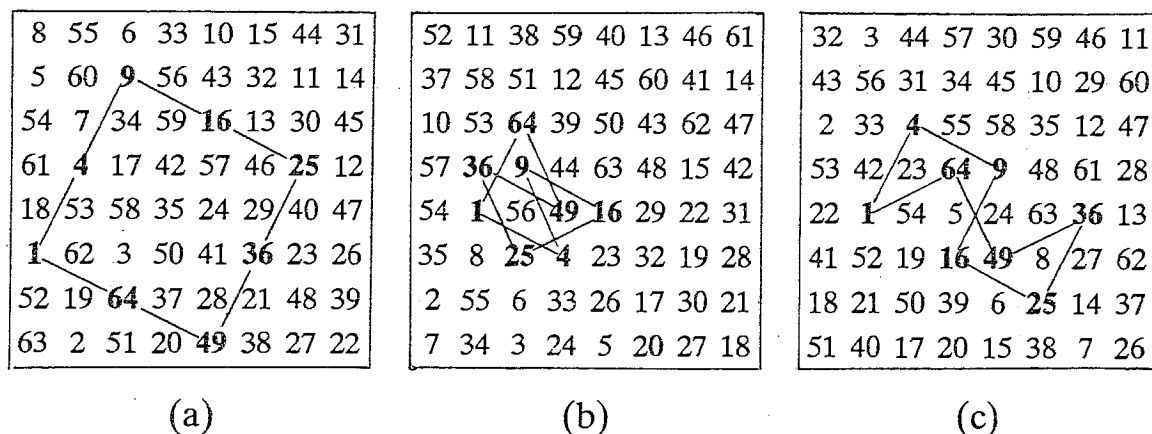 8 55 6 33 10 15 44 31
5 60 9 56 43 32 11 14
54 7 34 59 16 13 30 45
61 4 17 42 57 46 25 12
18 53 58 35 24 29 40 47
1 62 3 50 41 36 23 26
52 19 64 37 28 21 48 39
63 2 51 20 49 38 27 22
(a)
52 11 38 59 40 13 46 61
37 58 51 12 45 60 41 14
10 53 64 39 50 43 62 47
57 36 9 44 63 48 15 42
54 1 56 49 16 29 22 31
35 8 25 4 23 32 19 28
2 55 6 33 26 17 30 21
7 34 3 24 5 20 27 18
(b)
32 3 44 57 30 59 46 11
43 56 31 34 45 10 29 60
2 33 4 55 58 35 12 47
53 42 23 64 9 48 61 28
22 1 54 5 24 63 36 13
41 52 19 16 49 8 27 62
18 21 50 39 6 25 14 37
51 40 17 20 15 38 7 26
(c)